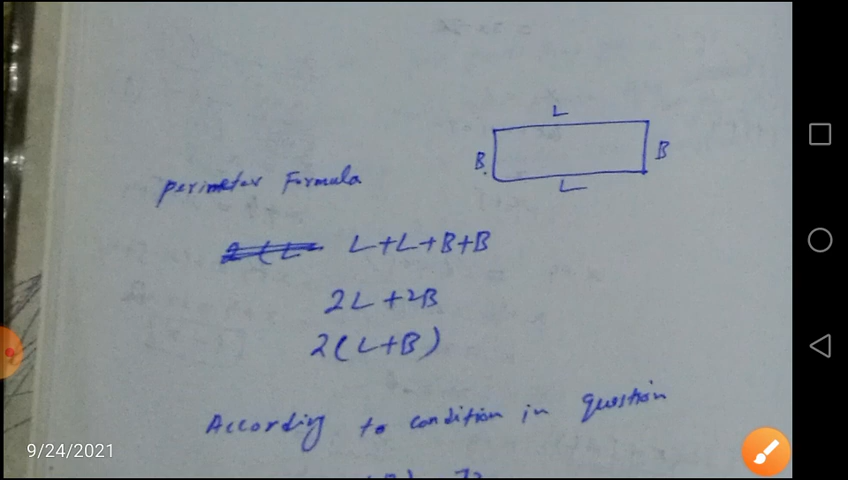 L
B. B
L
perimeter Formula
L+L+B+B
2L+2B
2(L+B)
According to condition in question
9/24/2021